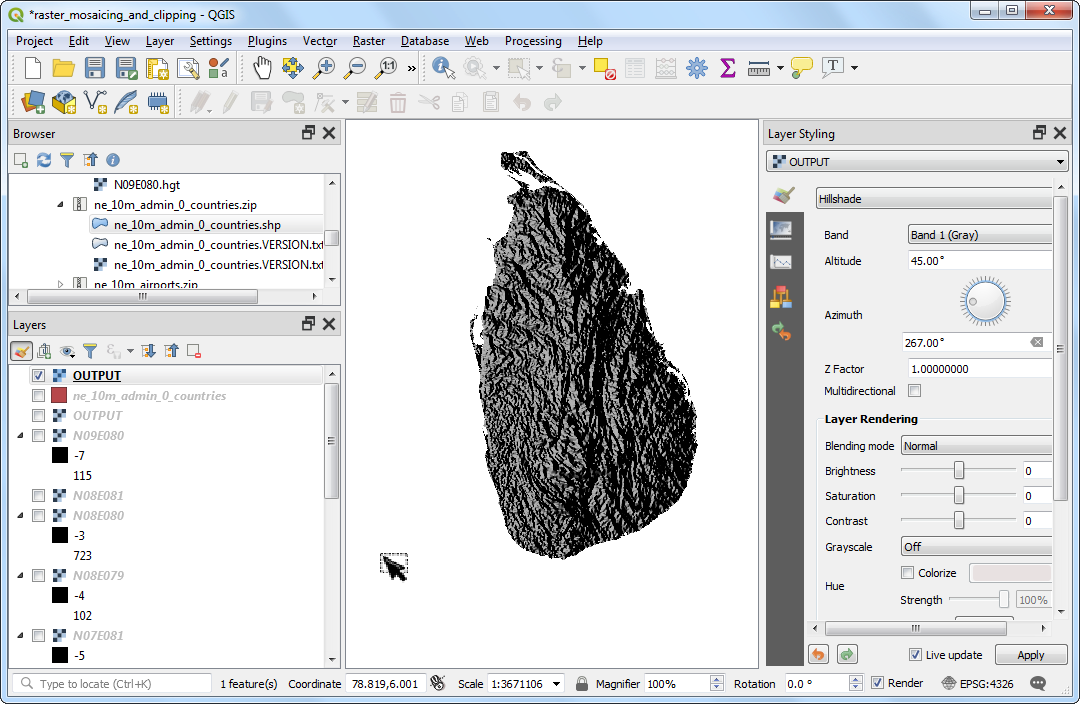 *raster_mosaicing_and_clipping - QGIS
Project Edit View Layer Settings Plugins Vector Raster Database Web Processing Help
1:1 »
Σ T
Browser
N09E080.hgt
ne_10m_admin_0_countries.zip
ne_10m_admin_0_countries.shp
ne_10m_admin_0_countries.VERSION.txt
ne_10m_admin_0_countries.VERSION.txt
ne_10m_airports.zip
Layers
OUTPUT
ne_10m_admin_0_countries
OUTPUT
N09E080
-7
115
N08E081
N08E080
-3
723
N08E079
-4
102
N07E081
-5
Layer Styling
OUTPUT
Hillshade
Band Band 1 (Gray)
Altitude 45.00°
Azimuth
267.00°
Z Factor 1.00000000
Multidirectional
Layer Rendering
Blending mode Normal
Brightness 0
Saturation 0
Contrast 0
Grayscale Off
Hue
Colorize
Strength 100%
Live update Apply
Type to locate (Ctrl+K) 1 feature(s) Coordinate 78.819,6.001 Scale 1:3671106 Magnifier 100% Rotation 0.0 ° Render EPSG:4326